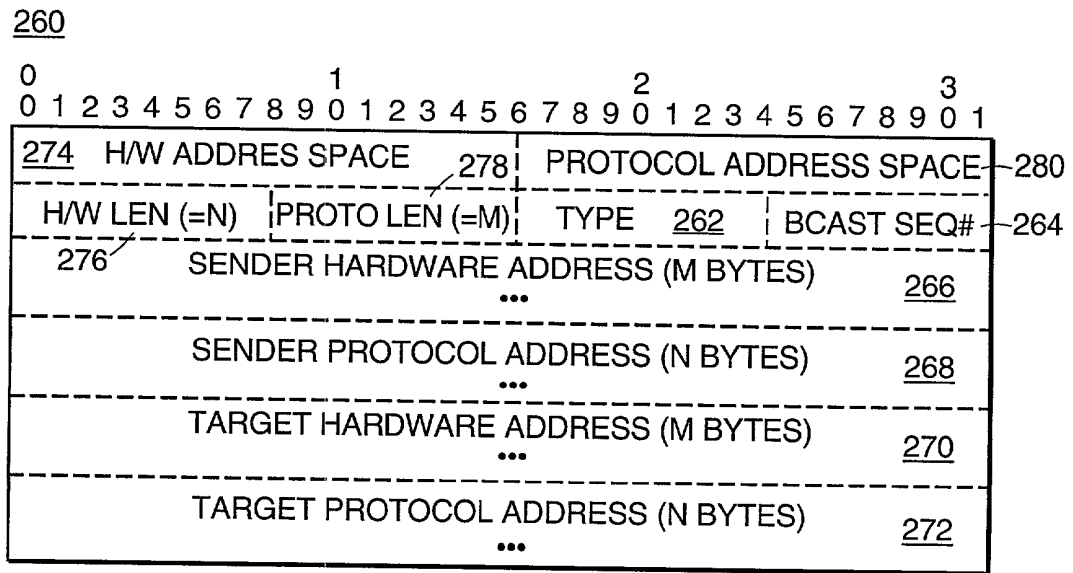 260
0 1 2 3
0 1 2 3 4 5 6 7 8 9 0 1 2 3 4 5 6 7 8 9 0 1 2 3 4 5 6 7 8 9 0 1
274 H/W ADDRES SPACE 278 PROTOCOL ADDRESS SPACE 280
H/W LEN (=N) PROTO LEN (=M) TYPE 262 BCAST SEQ# 264
276 SENDER HARDWARE ADDRESS (M BYTES) 266
•••
SENDER PROTOCOL ADDRESS (N BYTES) 268
•••
TARGET HARDWARE ADDRESS (M BYTES) 270
•••
TARGET PROTOCOL ADDRESS (N BYTES) 272
•••